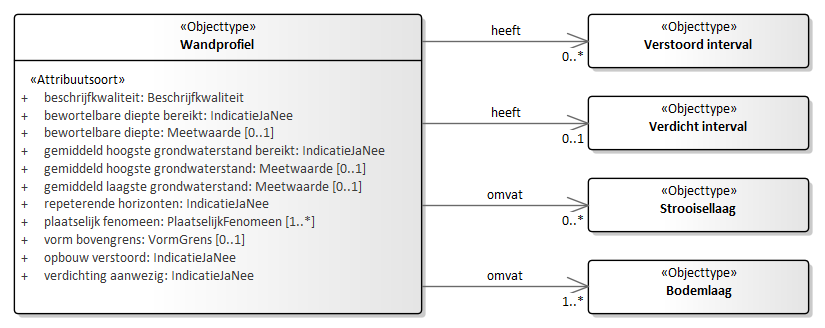 «Objecttype»
Wandprofiel
«Attribuutsoort»
+ beschrijfkwaliteit: Beschrijfkwaliteit
+ bewortelbare diepte bereikt: IndicatieJaNee
+ bewortelbare diepte: Meetwaarde [0..1]
+ gemiddeld hoogste grondwaterstand bereikt: IndicatieJaNee
+ gemiddeld hoogste grondwaterstand: Meetwaarde [0..1]
+ gemiddeld laagste grondwaterstand: Meetwaarde [0..1]
+ repeterende horizonten: IndicatieJaNee
+ plaatselijk fenomeen: PlaatselijkFenomeen [1..*]
+ vorm bovengrens: VormGrens [0..1]
+ opbouw verstoord: IndicatieJaNee
+ verdichting aanwezig: IndicatieJaNee
heeft
0..*
«Objecttype»
Verstoord interval
heeft
0..1
«Objecttype»
Verdicht interval
omvat
0..*
«Objecttype»
Strooisellaag
omvat
1..*
«Objecttype»
Bodemlaag